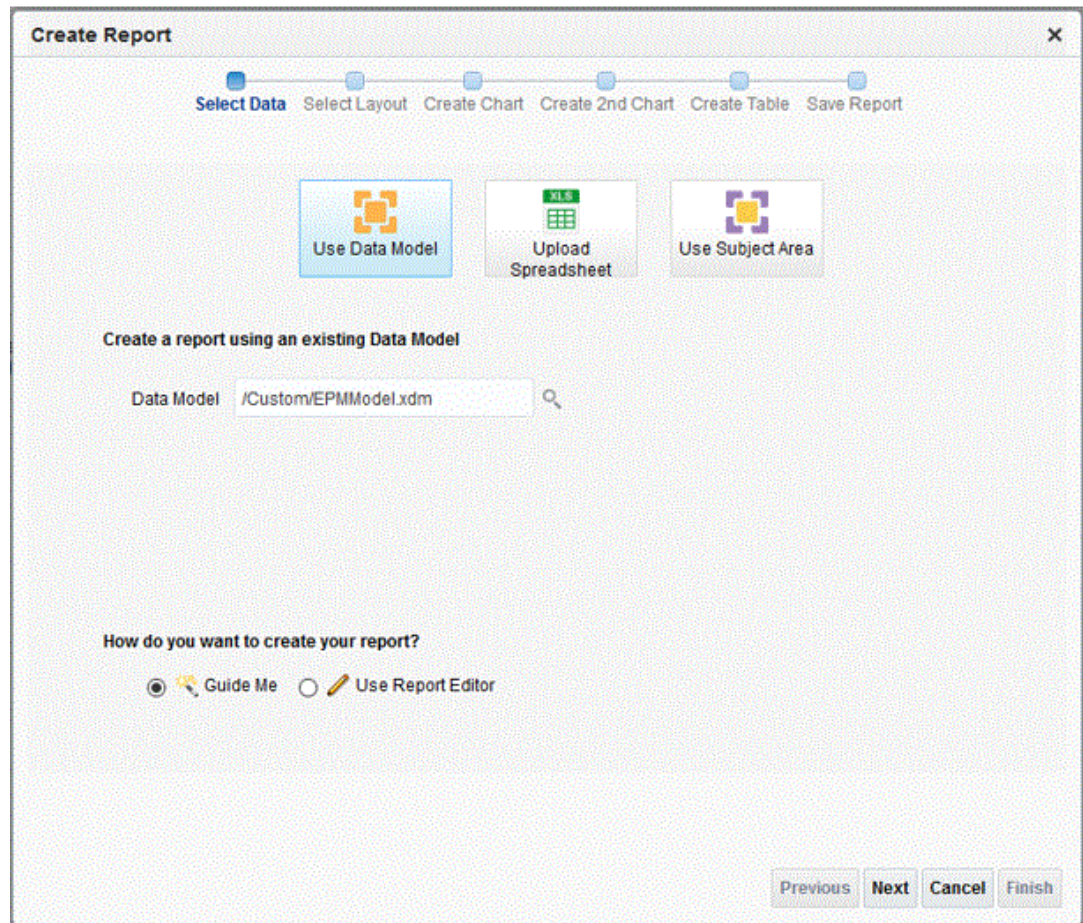 Create Report
Select Data Select Layout Create Chart Create 2nd Chart Create Table Save Report
XLS
Use Data Model Upload Use Subject Area
Spreadsheet
Create a report using an existing Data Model
Data Model /Custom/EPMModel.xdm
How do you want to create your report?
Guide Me Use Report Editor
Previous Next Cancel Finish